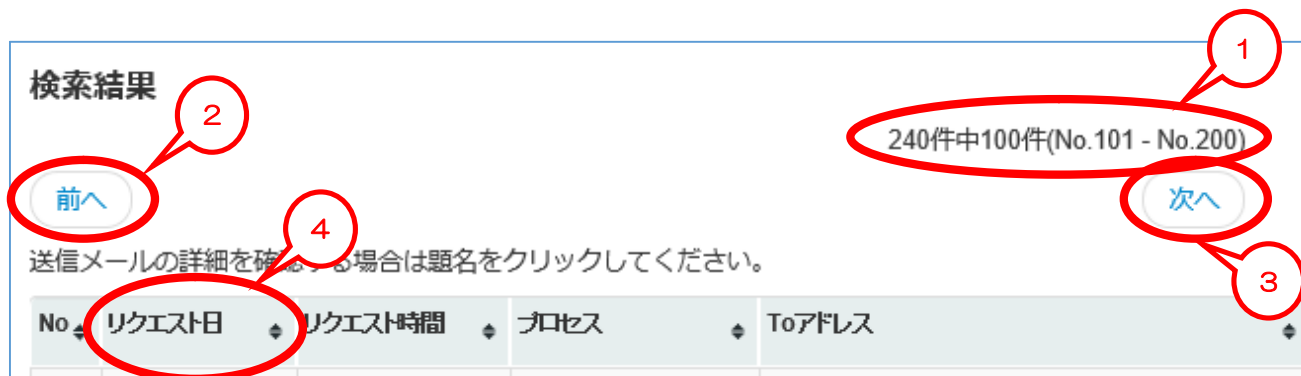 1
検索結果
2
240件中100件(No.101 - No.200)
前へ
次へ
4
送信メールの詳細を確認する場合は題名をクリックしてください。
3
No リクエスト日 リクエスト時間 プロセス Toアドレス